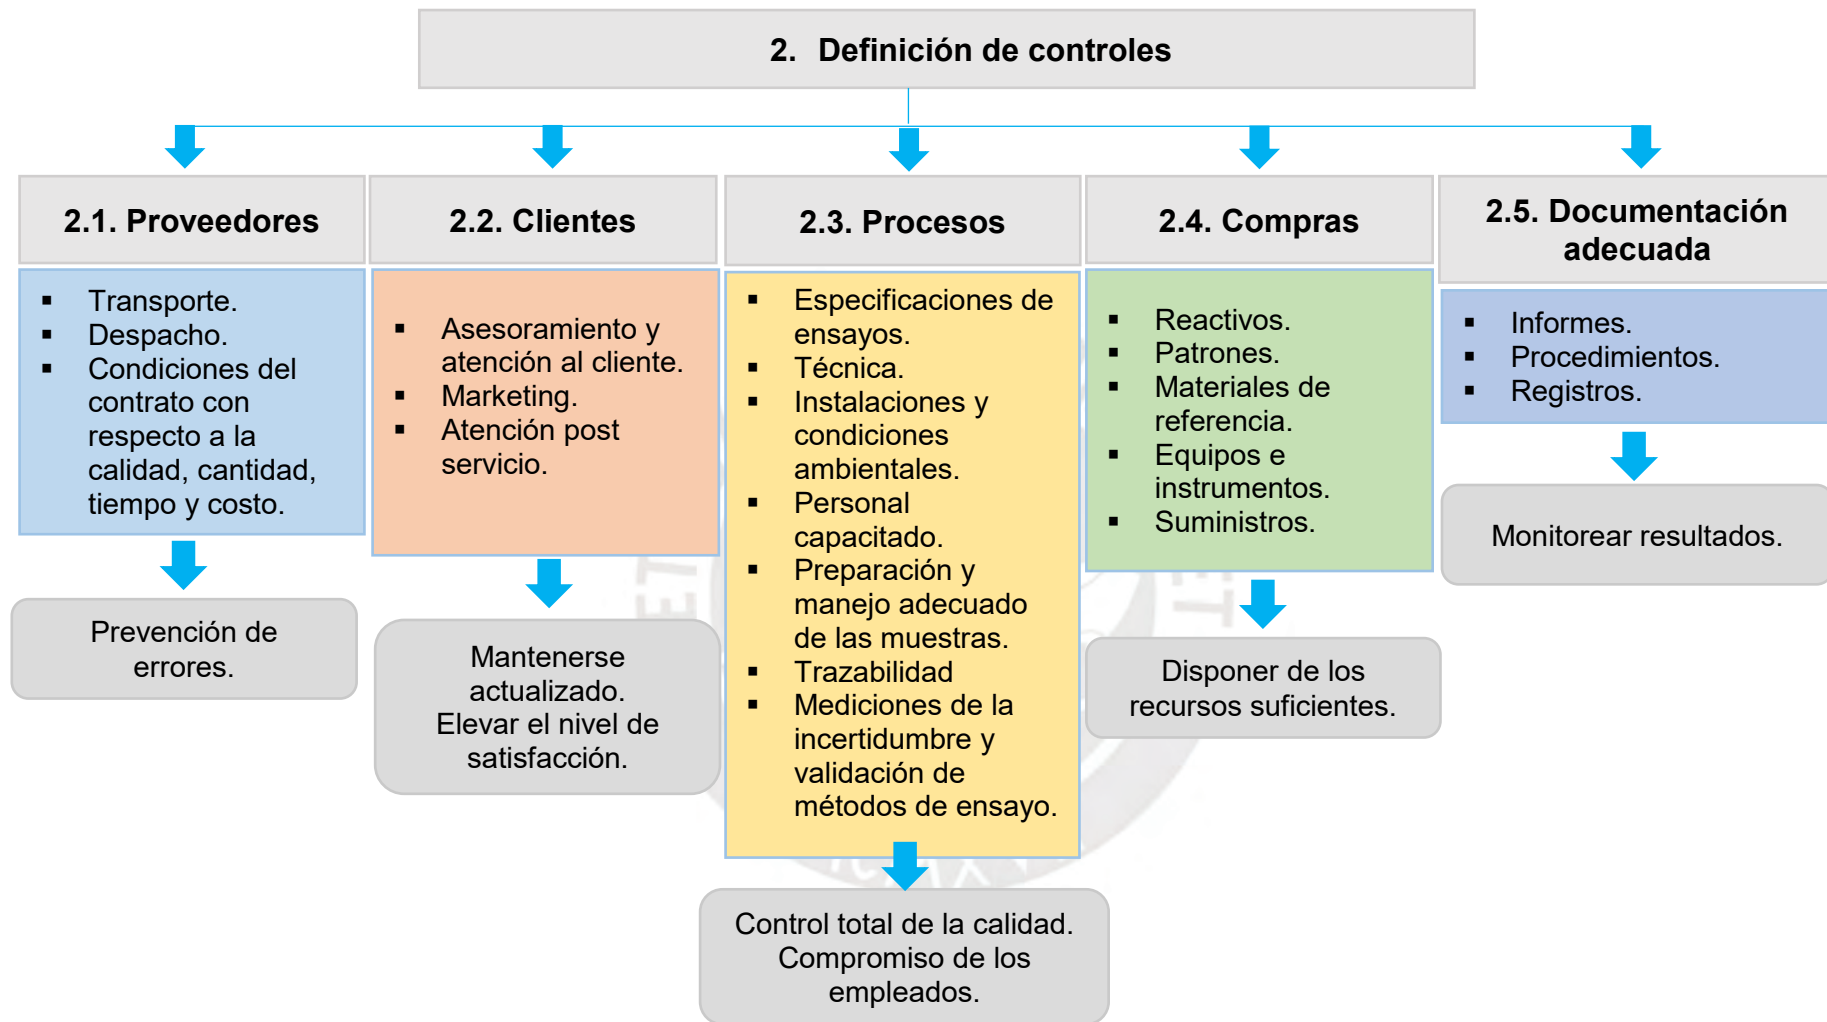 2. Definición de controles
2.1. Proveedores
▪ Transporte.
▪ Despacho.
▪ Condiciones del
contrato con
respecto a la
calidad, cantidad,
tiempo y costo.
Prevención de
errores.
2.2. Clientes
▪ Asesoramiento y
atención al cliente.
▪ Marketing.
▪ Atención post
servicio.
Mantenerse
actualizado.
Elevar el nivel de
satisfacción.
2.3. Procesos
▪ Especificaciones de
ensayos.
▪ Técnica.
▪ Instalaciones y
condiciones
ambientales.
▪ Personal
capacitado.
▪ Preparación y
manejo adecuado
de las muestras.
▪ Trazabilidad
▪ Mediciones de la
incertidumbre y
validación de
métodos de ensayo.
Control total de la calidad.
Compromiso de los
empleados.
2.4. Compras
▪ Reactivos.
▪ Patrones.
▪ Materiales de
referencia.
▪ Equipos e
instrumentos.
▪ Suministros.
Disponer de los
recursos suficientes.
2.5. Documentación
adecuada
▪ Informes.
▪ Procedimientos.
▪ Registros.
Monitorear resultados.